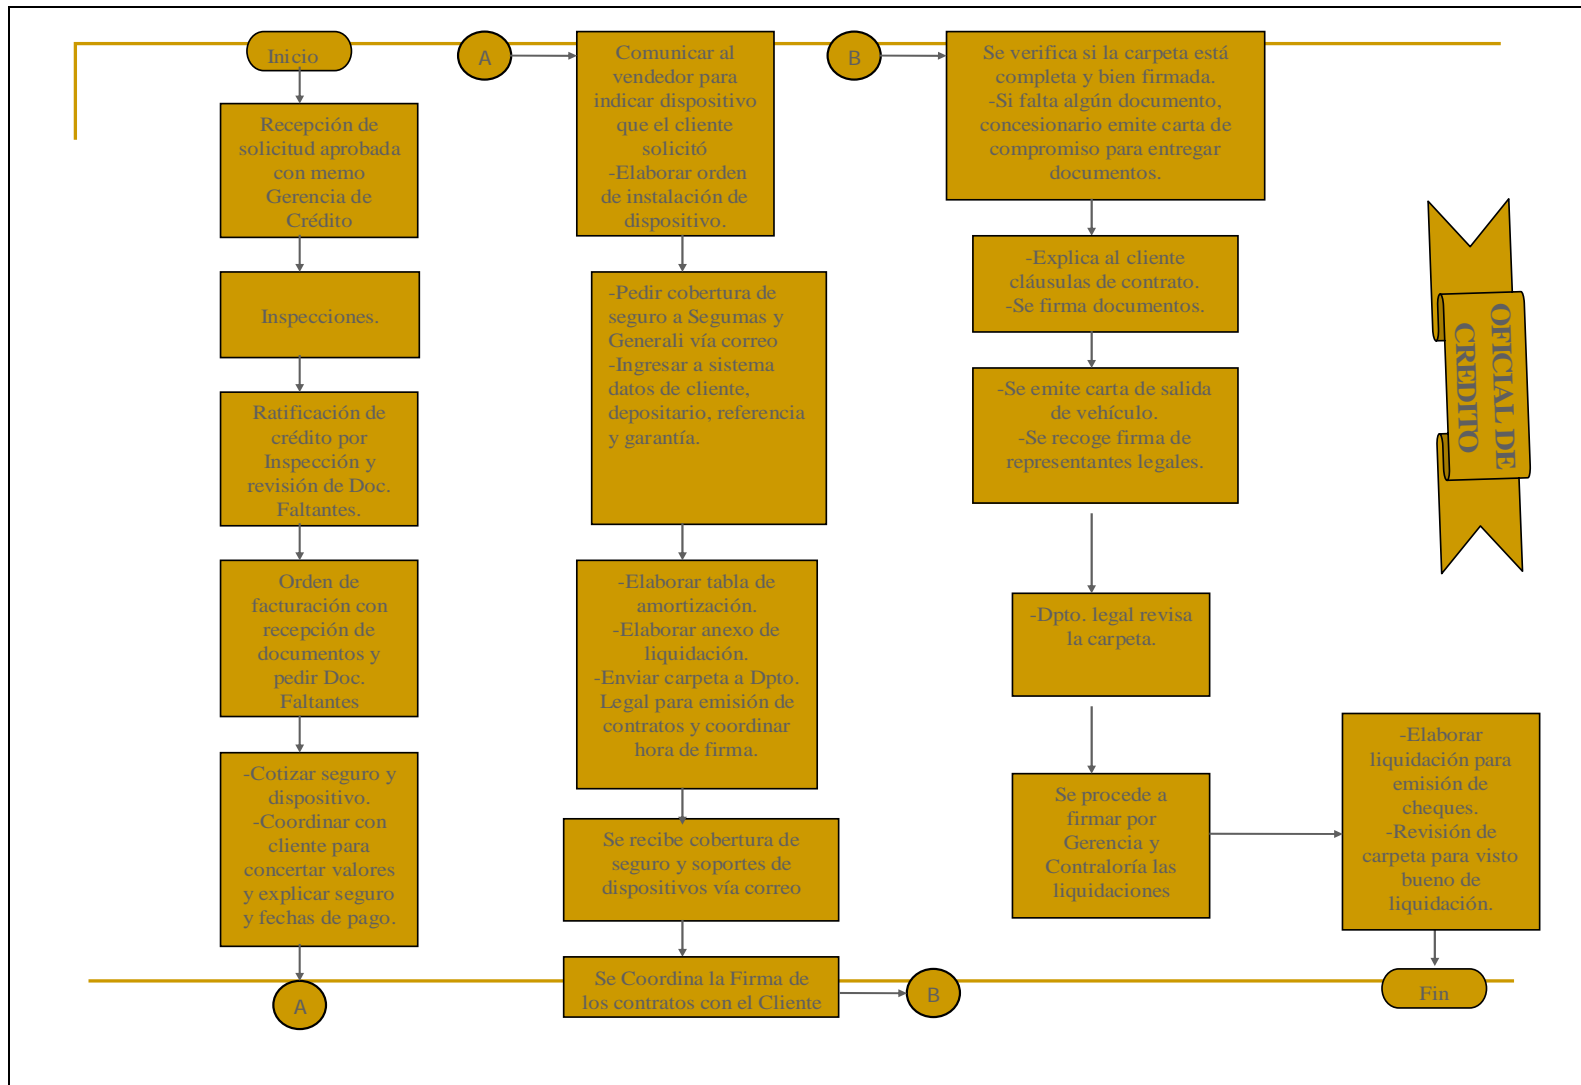 Inicio
Recepción de
solicitud aprobada
con memo
Gerencia de
Crédito
Inspecciones.
Ratificación de
crédito por
Inspección y
revisión de Doc.
Faltantes.
Orden de
facturación con
recepción de
documentos y
pedir Doc.
Faltantes
-Cotizar seguro y
dispositivo.
-Coordinar con
cliente para
concertar valores
y explicar seguro
y fechas de pago.
A
A
Comunicar al
vendedor para
indicar dispositivo
que el cliente
solicitó
-Elaborar orden
de instalación de
dispositivo.
-Pedir cobertura de
seguro a Segumas y
Generali vía correo
-Ingresar a sistema
datos de cliente,
depositario, referencia
y garantía.
-Elaborar tabla de
amortización.
-Elaborar anexo de
liquidación.
-Enviar carpeta a Dpto.
Legal para emisión de
contratos y coordinar
hora de firma.
Se recibe cobertura de
seguro y soportes de
dispositivos vía correo
Se Coordina la Firma de
los contratos con el Cliente
B
B
Se verifica si la carpeta está
completa y bien firmada.
-Si falta algún documento,
concesionario emite carta de
compromiso para entregar
documentos.
-Explica al cliente
cláusulas de contrato.
-Se firma documentos.
-Se emite carta de salida
de vehículo.
-Se recoge firma de
representantes legales.
-Dpto. legal revisa
la carpeta.
Se procede a
firmar por
Gerencia y
Contraloría las
liquidaciones
-Elaborar
liquidación para
emisión de
cheques.
-Revisión de
carpeta para visto
bueno de
liquidación.
Fin
OFICIAL DE
CREDITO